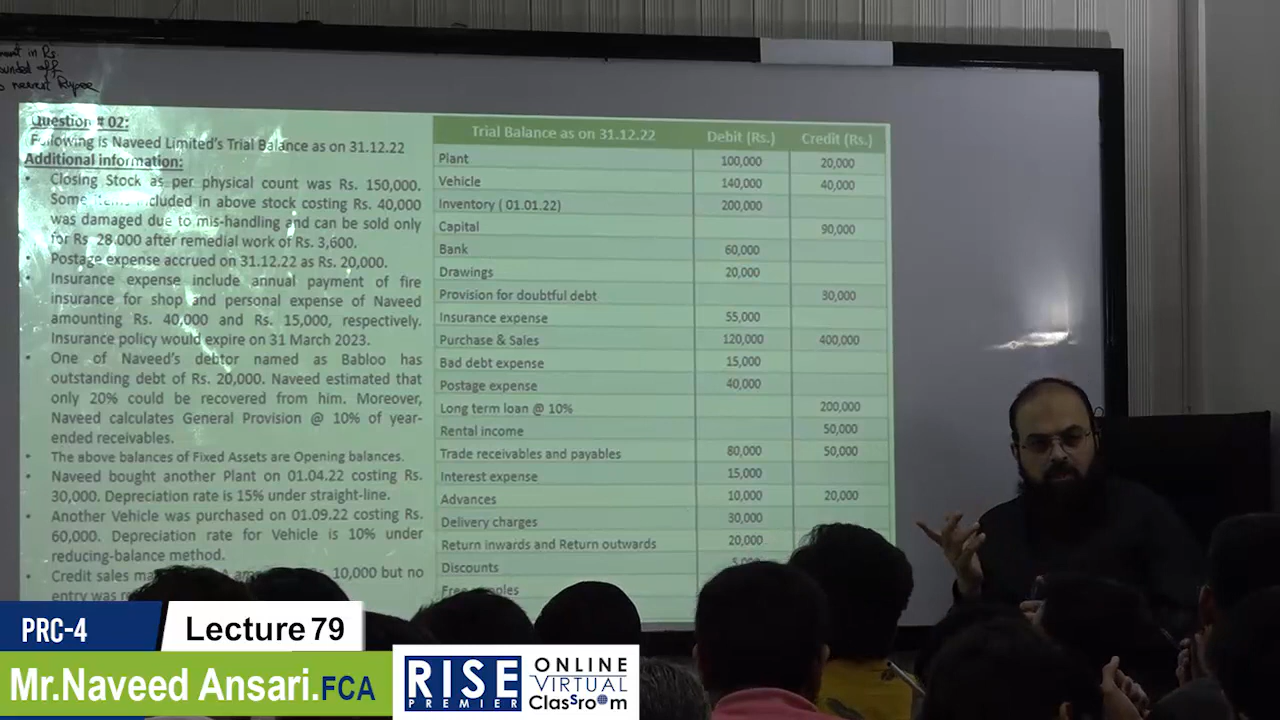 ment in Rs.
ounded off
nearest Rupee
Question # 02:
Following is Naveed Limited's Trial Balance as on 31.12.22
Additional information:
• Closing Stock as per physical count was Rs. 150,000.
Some items included in above stock costing Rs. 40,000
was damaged due to mis-handling and can be sold only
for Rs 28.000 after remedial work of Rs. 3,600.
• Postage expense accrued on 31.12.22 as Rs. 20,000.
• Insurance expense include annual payment of fire
insurance for shop and personal expense of Naveed
amounting Rs. 40,000 and Rs. 15,000, respectively.
Insurance policy would expire on 31 March 2023.
• One of Naveed's debtor named as Babloo has
outstanding debt of Rs. 20,000. Naveed estimated that
only 20% could be recovered from him. Moreover,
Naveed calculates General Provision @ 10% of year-
ended receivables.
• The above balances of Fixed Assets are Opening balances.
• Naveed bought another Plant on 01.04.22 costing Rs.
30,000. Depreciation rate is 15% under straight-line.
• Another Vehicle was purchased on 01.09.22 costing Rs.
60,000. Depreciation rate for Vehicle is 10% under
reducing-balance method.
• Credit sales 10,000 but no
entry was
Trial Balance as on 31.12.22 Debit (Rs.) Credit (Rs.)
Plant 100,000 20,000
Vehicle 140,000 40,000
Inventory ( 01.01.22) 200,000
Capital 90,000
Bank 60,000
Drawings 20,000
Provision for doubtful debt 30,000
Insurance expense 55,000
Purchase & Sales 120,000 400,000
Bad debt expense 15,000
Postage expense 40,000
Long term loan @ 10% 200,000
Rental income 50,000
Trade receivables and payables 80,000 50,000
Interest expense 15,000
Advances 10,000 20,000
Delivery charges 30,000
Return inwards and Return outwards 20,000
Discounts
PRC-4
Lecture 79
Mr.Naveed Ansari.FCA
RISE
PREMIER
ONLINE
VIRTUAL
Classroom